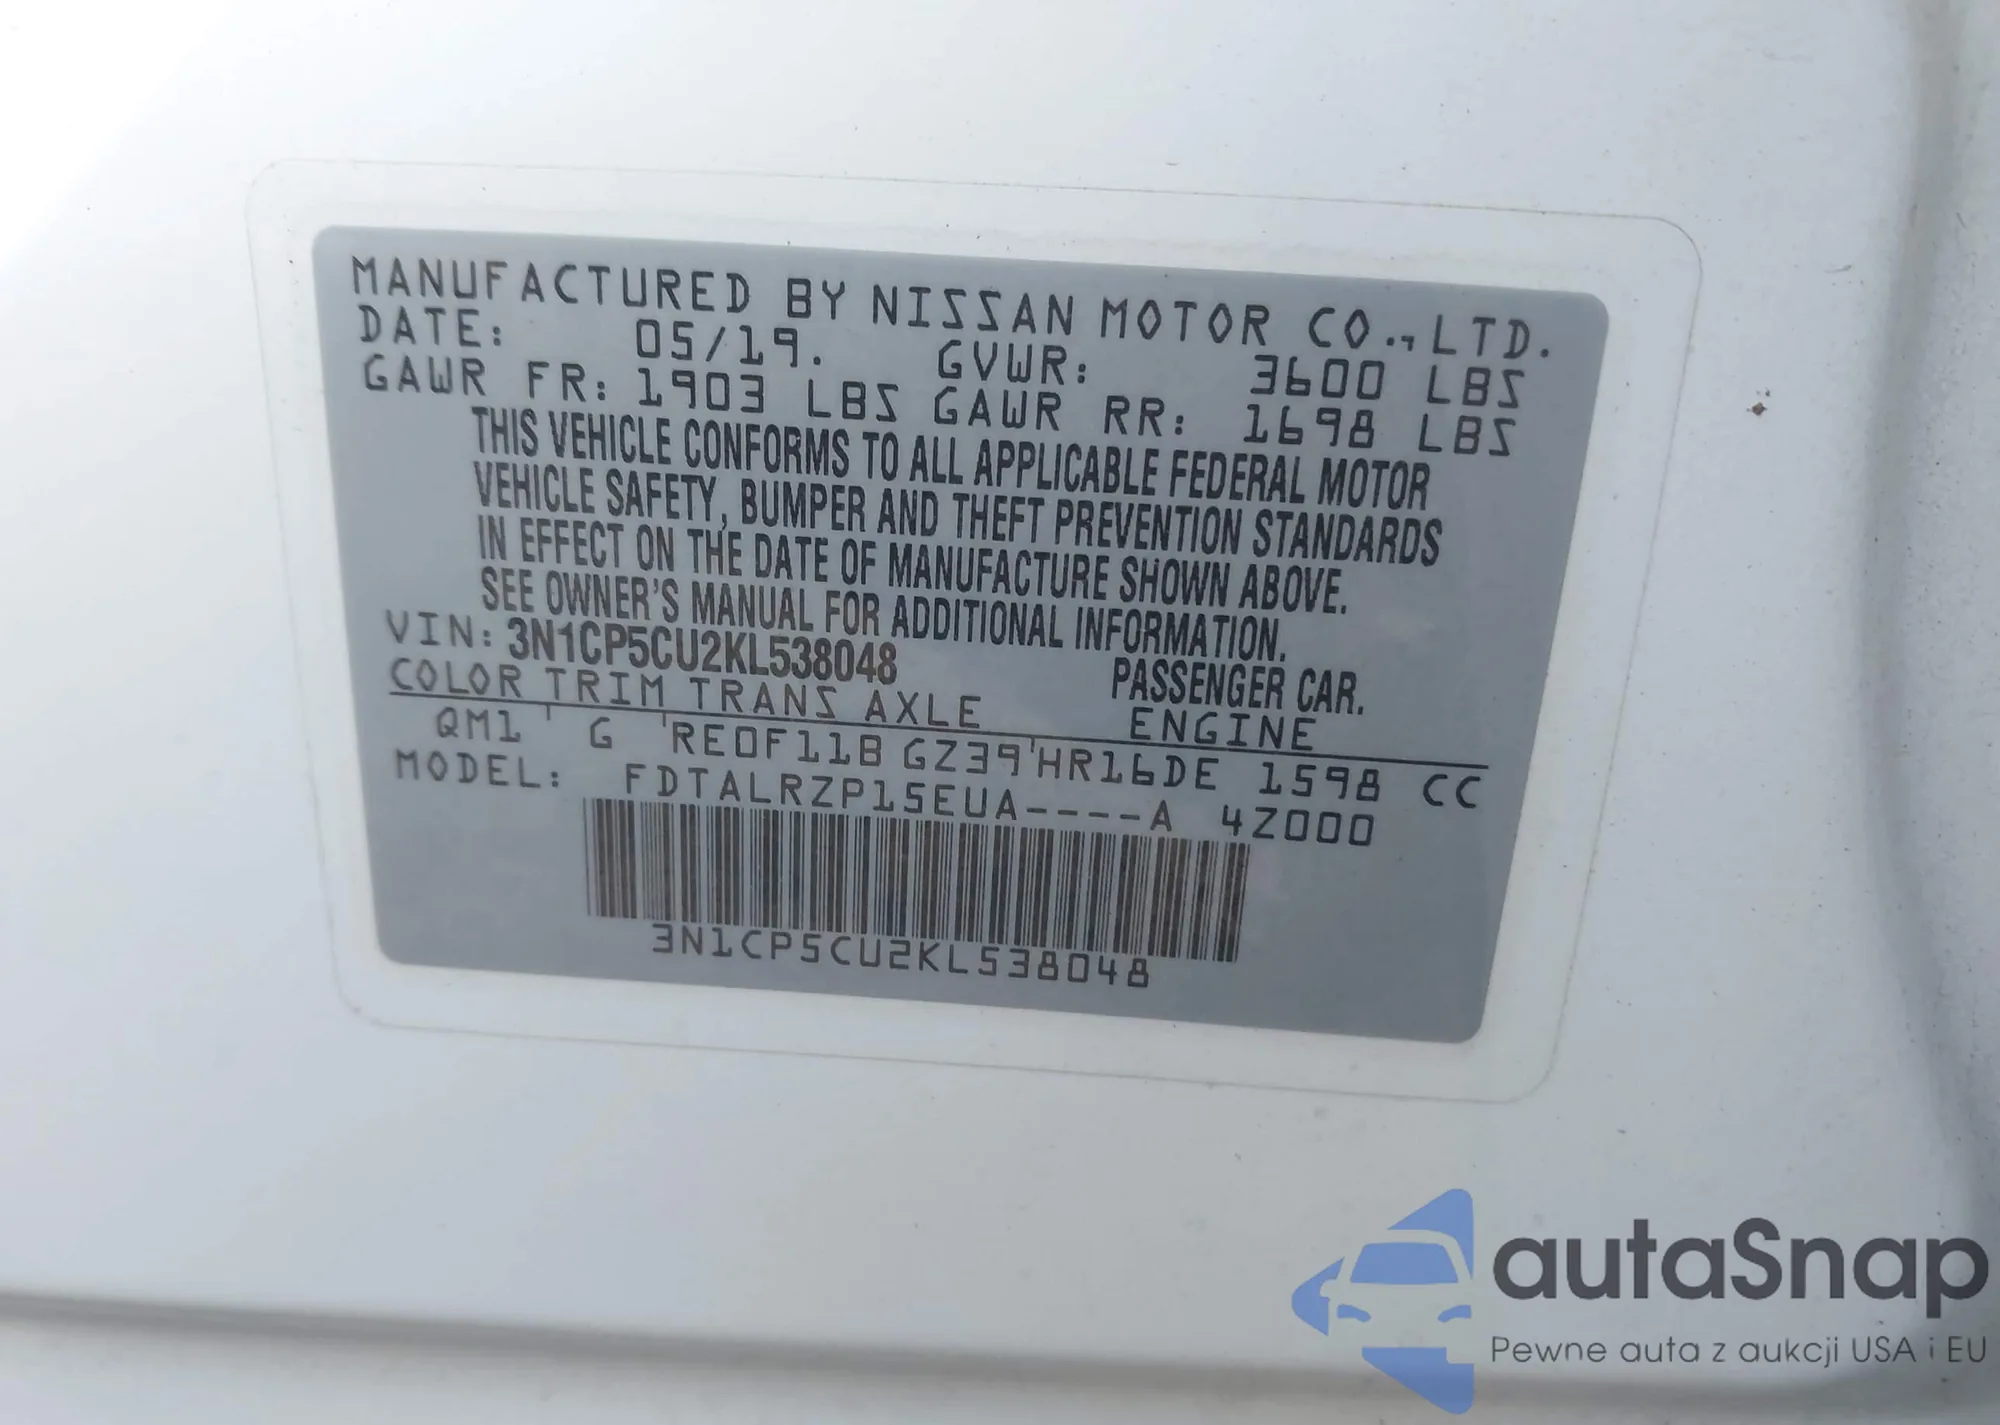 MANUFACTURED BY NISSAN MOTOR CO., LTD.
DATE: 05/19. GVWR: 3600 LBS
GAWR FR: 1903 LBS GAWR RR: 1698 LBS
THIS VEHICLE CONFORMS TO ALL APPLICABLE FEDERAL MOTOR
VEHICLE SAFETY, BUMPER AND THEFT PREVENTION STANDARDS
IN EFFECT ON THE DATE OF MANUFACTURE SHOWN ABOVE.
SEE OWNER'S MANUAL FOR ADDITIONAL INFORMATION.
VIN: 3N1CP5CU2KL538048 PASSENGER CAR.
COLOR TRIM TRANS AXLE ENGINE
QM1 G RE0F11B GZ39 HR16DE 1598 CC
MODEL: FDTALRZP15EUA----A 4Z000
3N1CP5CU2KL538048
autaSnap
Pewne auta z aukcji USA i EU